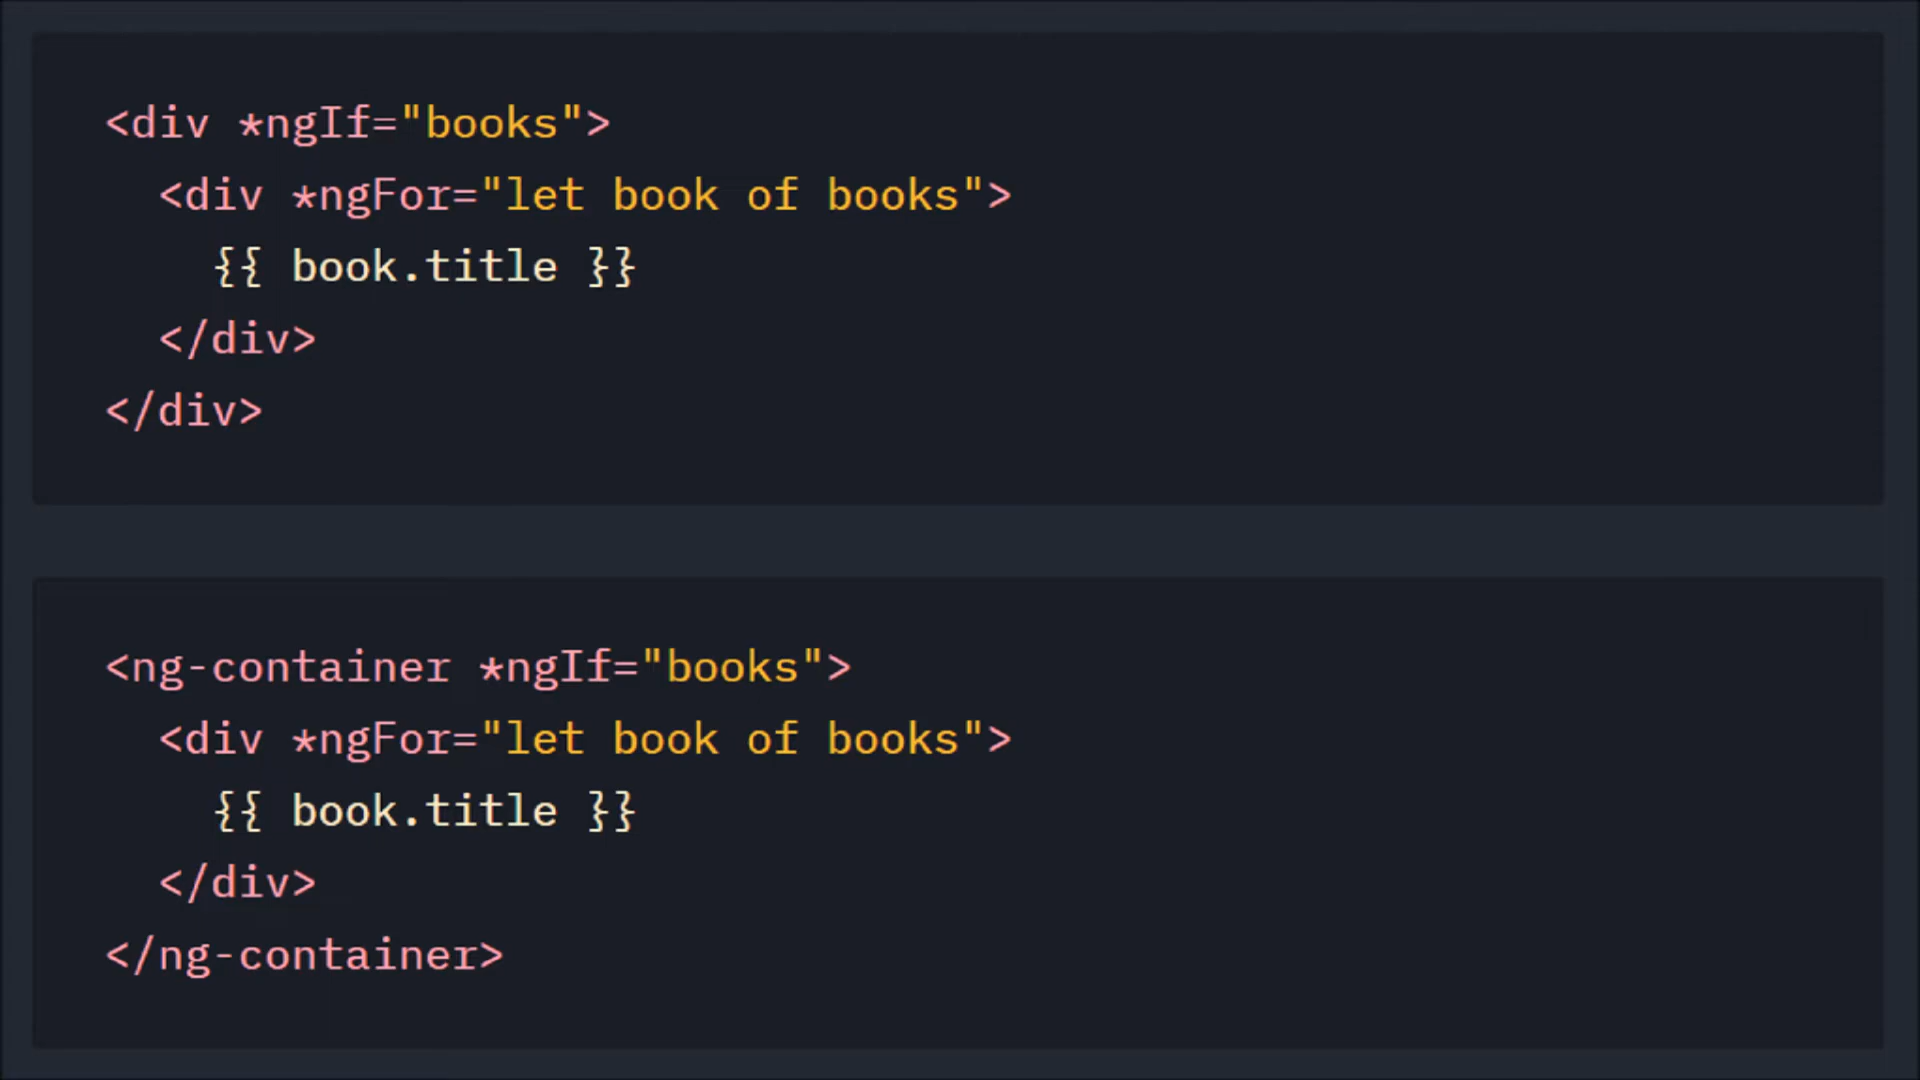 <div *ngIf="books">
<div *ngFor="let book of books">
{{ book.title }}
</div>
</div>
<ng-container *ngIf="books">
<div *ngFor="let book of books">
{{ book.title }}
</div>
</ng-container>